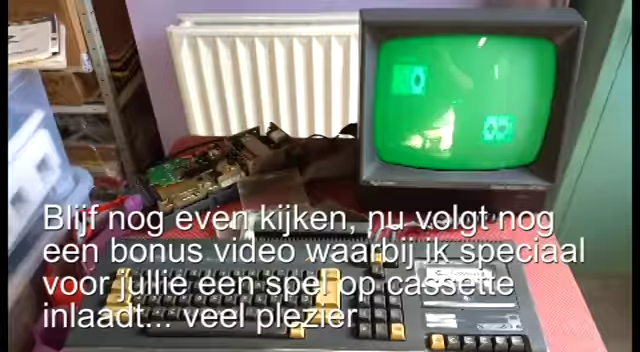 Blijf nog even kijken, nu volgt nog
een bonus video waarbij ik speciaal
voor jullie een spel op cassette
inlaadt... veel plezier